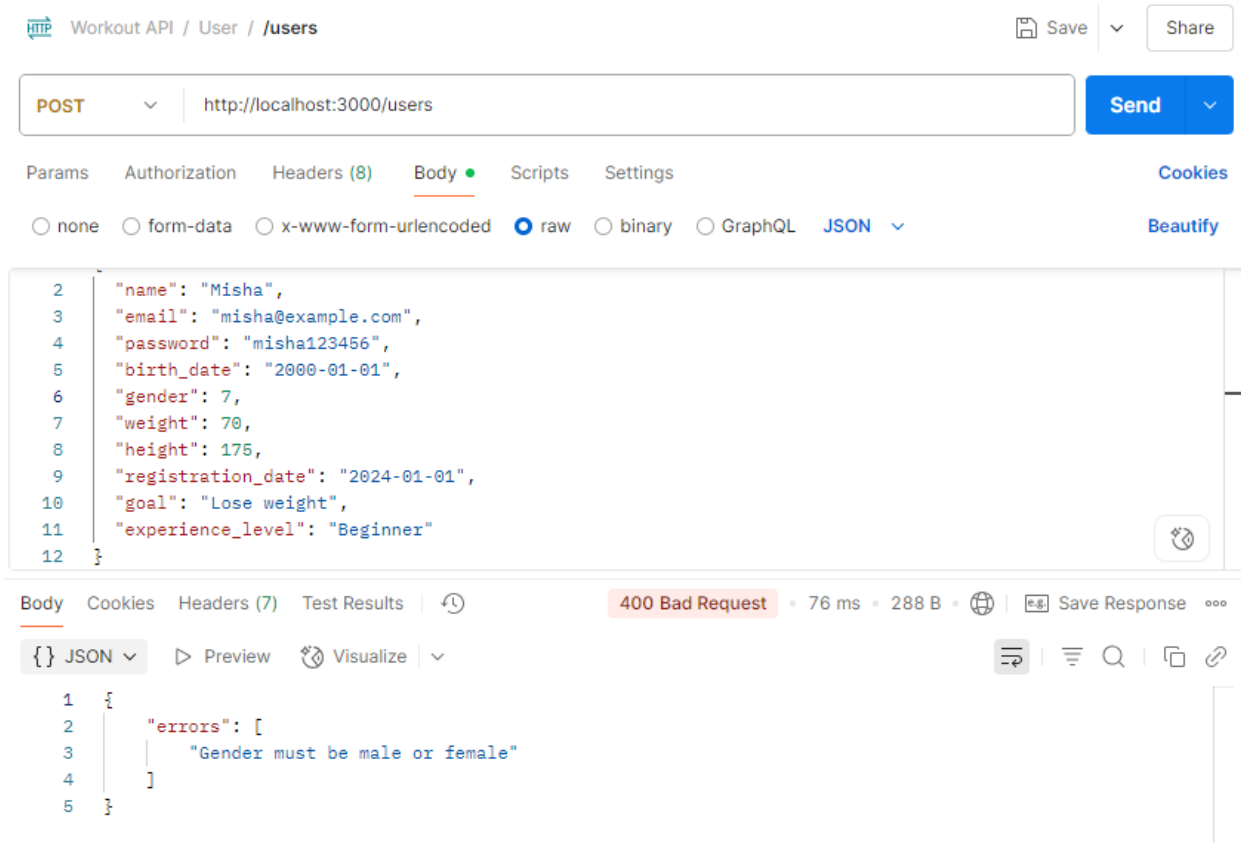 HTTP Workout API / User / /users Save Share
POST http://localhost:3000/users Send
Params Authorization Headers (8) Body Scripts Settings Cookies
none form-data x-www-form-urlencoded raw binary GraphQL JSON Beautify
2 "name": "Misha",
3 "email": "misha@example.com",
4 "password": "misha123456",
5 "birth_date": "2000-01-01",
6 "gender": 7,
7 "weight": 70,
8 "height": 175,
9 "registration_date": "2024-01-01",
10 "goal": "Lose weight",
11 "experience_level": "Beginner"
12 }
Body Cookies Headers (7) Test Results 400 Bad Request 76 ms 288 B e.g. Save Response
{} JSON Preview Visualize
1 {
2 "errors": [
3 "Gender must be male or female"
4 ]
5 }